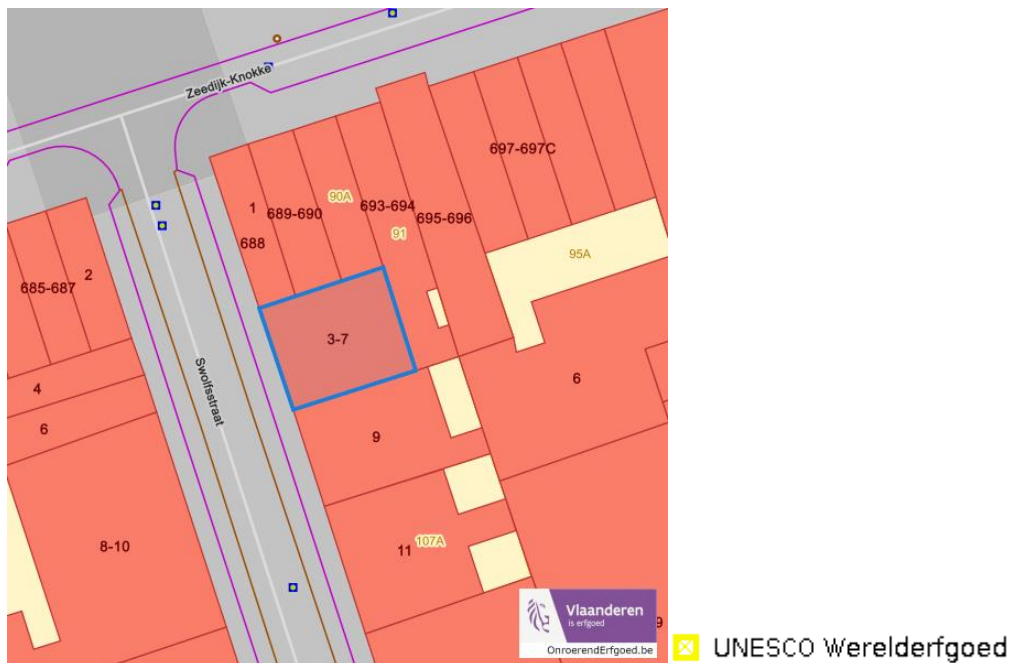 Zeedijk-Knokke
697-697C
90A
1
689-690
693-694
695-696
91
688
95A
2
685-687
3-7
Swolfsstraat
4
6
6
9
8-10
11
107A
Vlaanderen
is erfgoed
9
OnroerendErfgoed.be
UNESCO Werelderfgoed